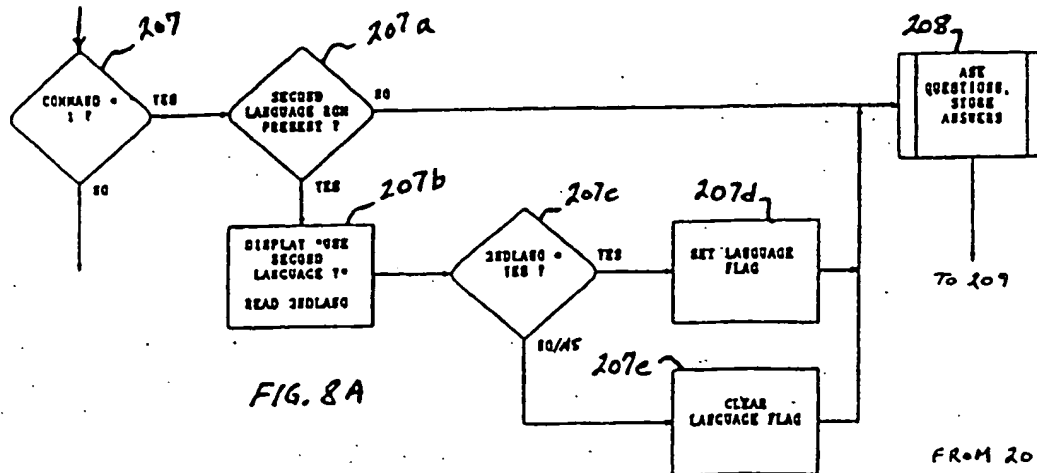 207
COMMAND =
1 ?
YES
NO
207a
SECOND
LANGUAGE ROM
PRESENT ?
NO
YES
207b
DISPLAY "USE
SECOND
LANGUAGE ?"
READ 2NDLANG
207c
2NDLANG =
YES ?
YES
NO/NS
207d
SET LANGUAGE
FLAG
207e
CLEAR
LANGUAGE FLAG
208
ASK
QUESTIONS,
STORE
ANSWERS
TO 209
FIG. 8A
FROM 20